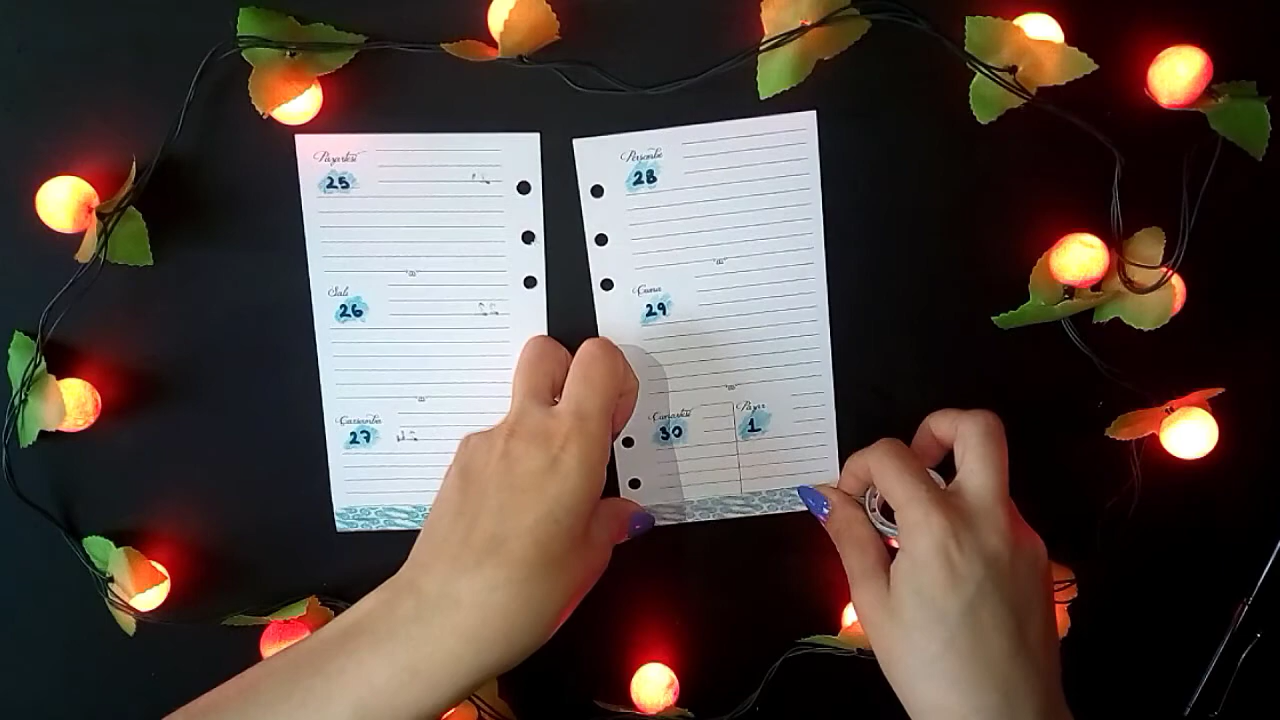 Pazartesi
25
Salı
26
Çarşamba
27
Perşembe
28
Cuma
29
Cumartesi
30
Pazar
1